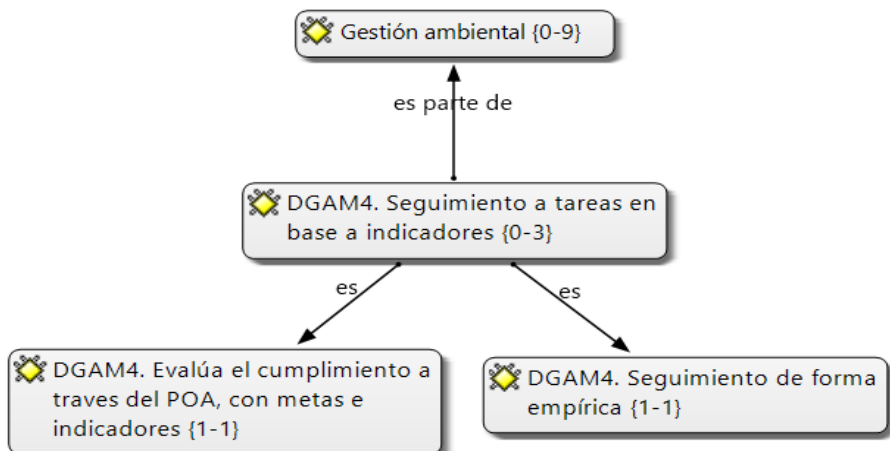 Gestión ambiental {0-9}
es parte de
DGAM4. Seguimiento a tareas en
base a indicadores {0-3}
es
es
DGAM4. Evalúa el cumplimiento a
traves del POA, con metas e
indicadores {1-1}
DGAM4. Seguimiento de forma
empírica {1-1}